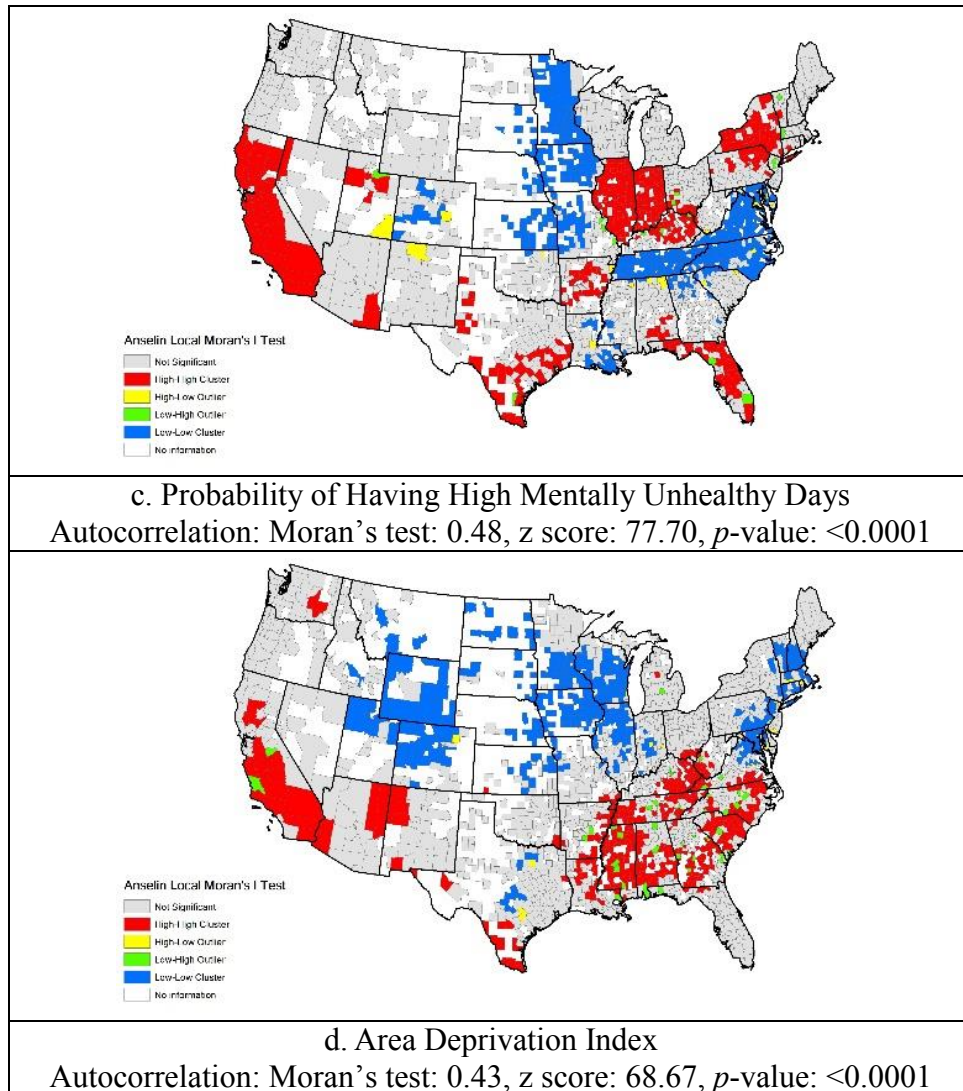 Anselin Local Moran's I Test
Not Significant
High-High Cluster
High-Low Outlier
Low-High Outlier
Low-Low Cluster
No information
c. Probability of Having High Mentally Unhealthy Days
Autocorrelation: Moran’s test: 0.48, z score: 77.70, p-value: <0.0001
Anselin Local Moran's I Test
Not Significant
High-High Cluster
High-Low Outlier
Low-High Outlier
Low-Low Cluster
No information
d. Area Deprivation Index
Autocorrelation: Moran’s test: 0.43, z score: 68.67, p-value: <0.0001